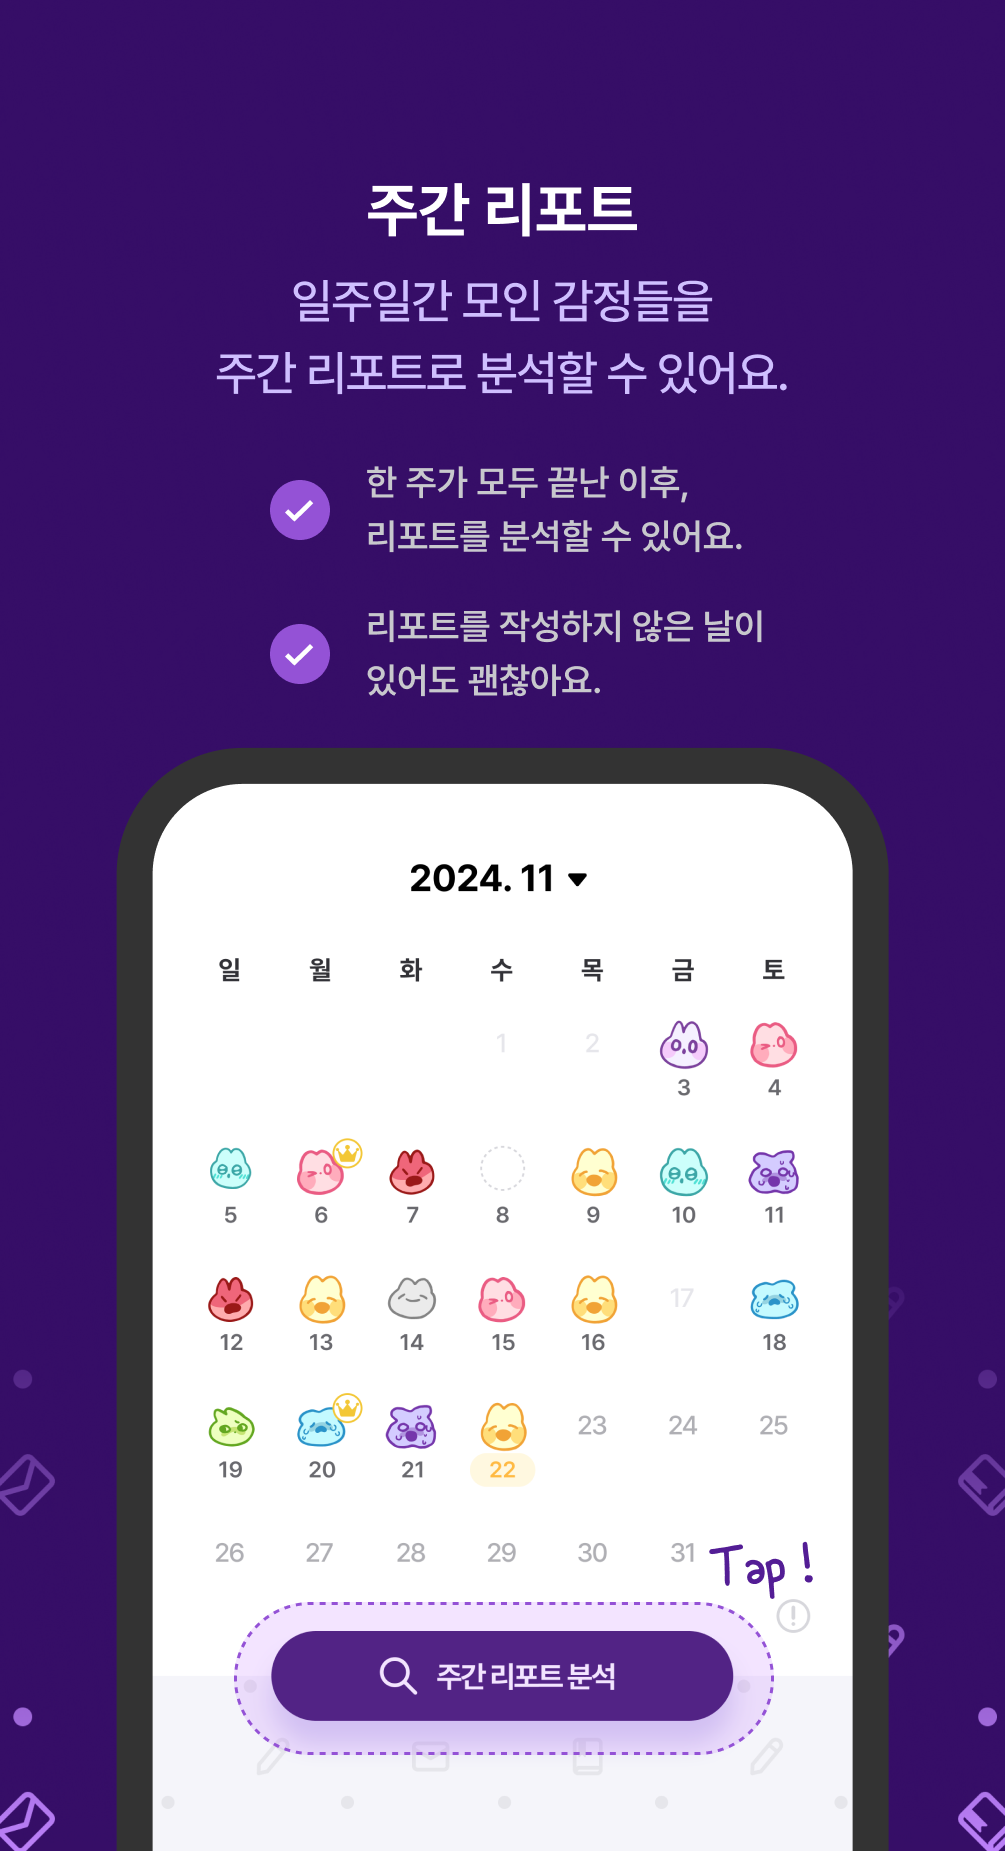 주간 리포트
일주일간 모인 감정들을
주간 리포트로 분석할 수 있어요.
한 주가 모두 끝난 이후,
리포트를 분석할 수 있어요.
리포트를 작성하지 않은 날이
있어도 괜찮아요.
2024. 11
일 월 화 수 목 금 토
1 2 3 4
5 6 7 8 9 10 11
12 13 14 15 16 17 18
19 20 21 22 23 24 25
26 27 28 29 30 31
Tap !
주간 리포트 분석